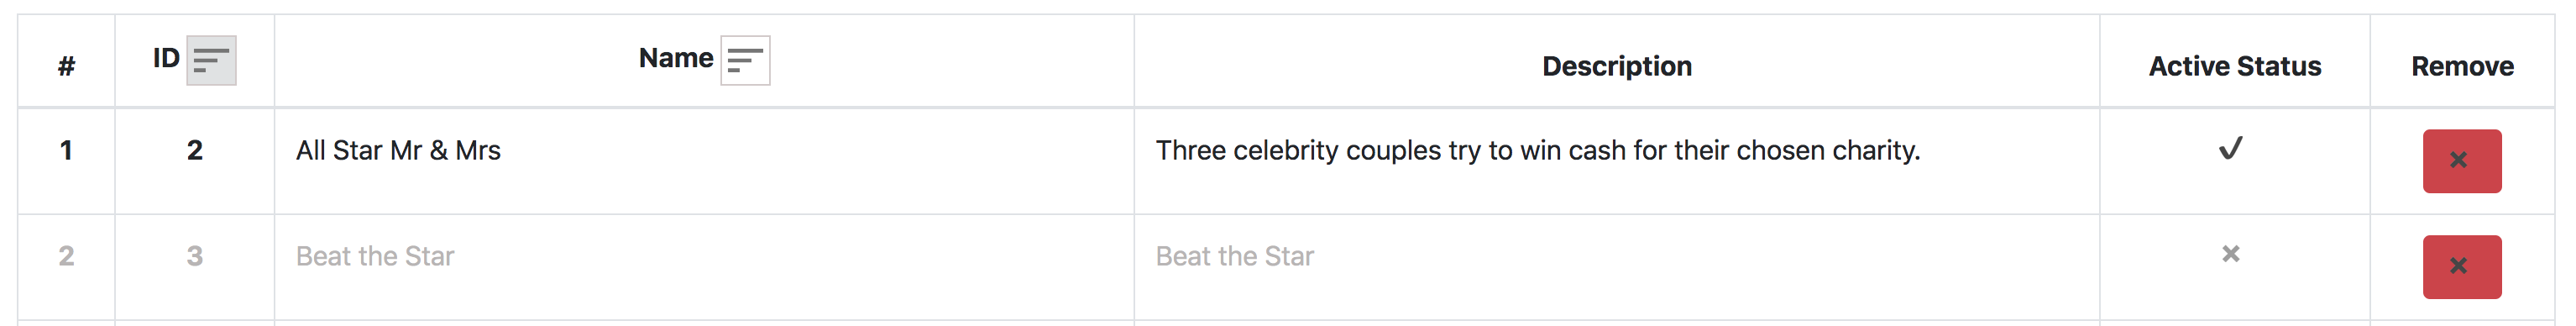 # ID Name Description Active Status Remove
1 2 All Star Mr & Mrs Three celebrity couples try to win cash for their chosen charity.
2 3 Beat the Star Beat the Star